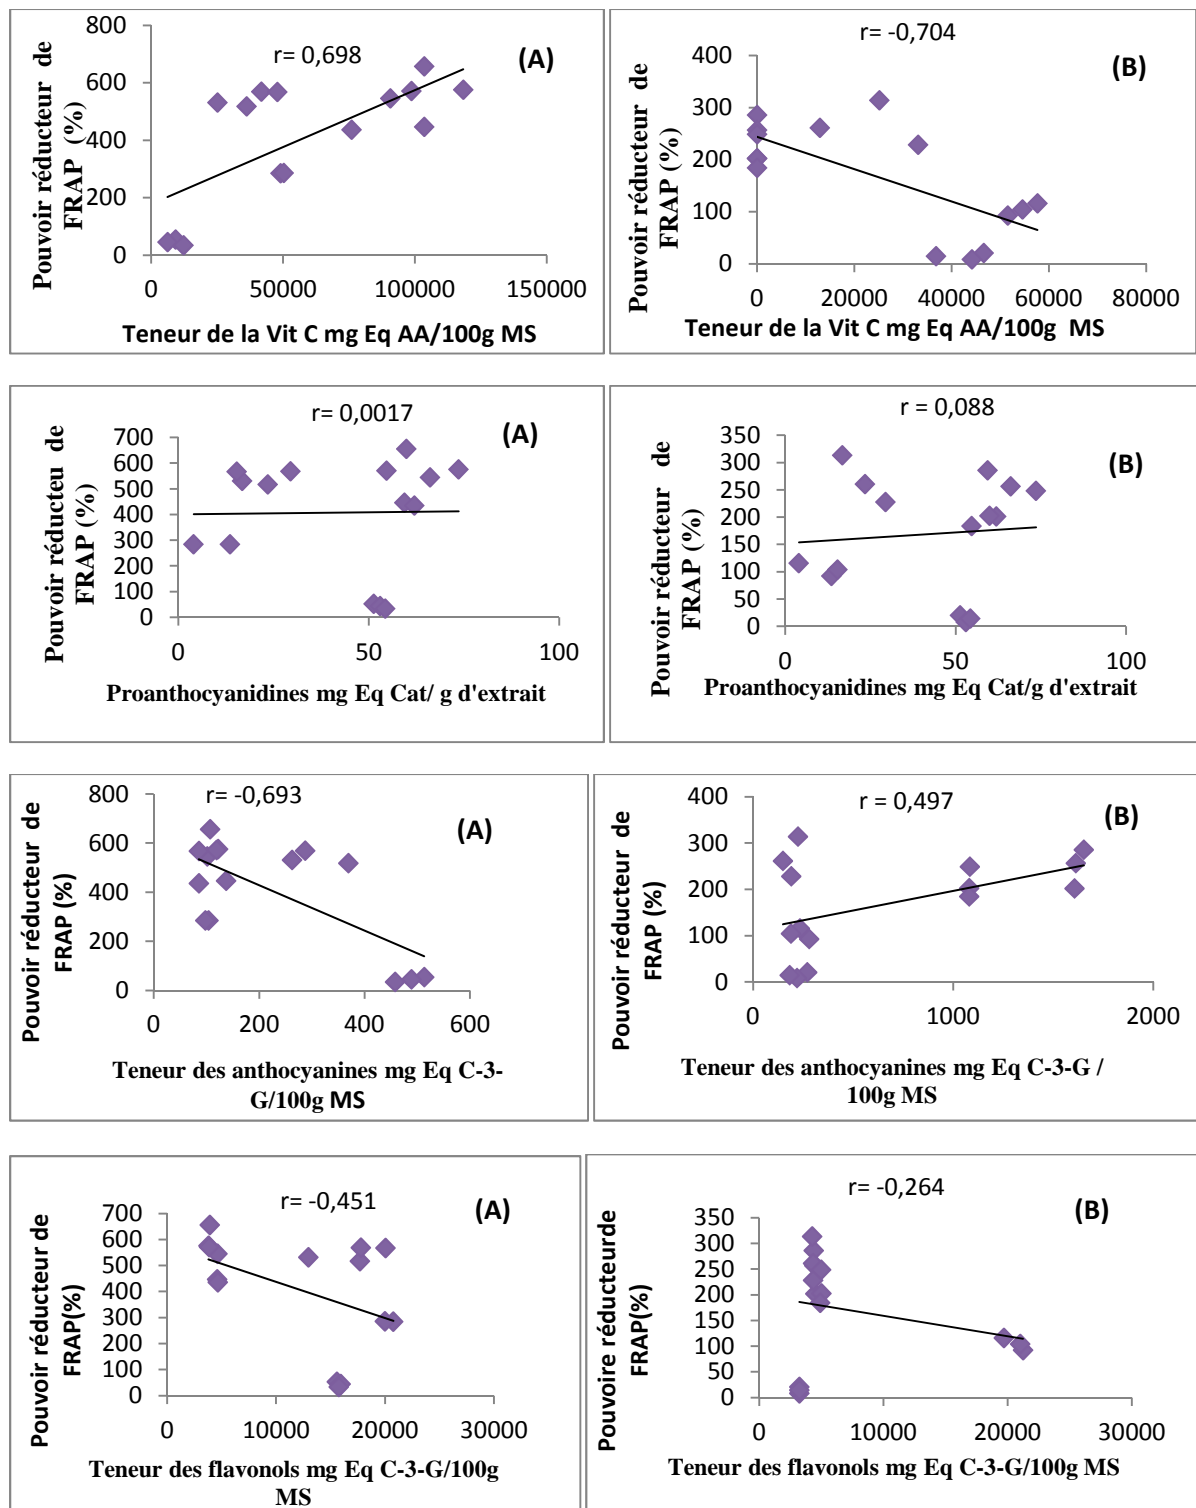 r= 0,698
(A)
Pouvoir réducteur de
FRAP (%)
800
600
400
200
0
0 50000 100000 150000
Teneur de la Vit C mg Eq AA/100g MS
r= -0,704
(B)
Pouvoir réducteur de
FRAP (%)
400
300
200
100
0
0 20000 40000 60000 80000
Teneur de la Vit C mg Eq AA/100g MS
r= 0,0017
(A)
Pouvoir réducteu de
FRAP (%)
700
600
500
400
300
200
100
0
0 50 100
Proanthocyanidines mg Eq Cat/ g d'extrait
r = 0,088
(B)
Pouvoir réducteur de
FRAP (%)
350
300
250
200
150
100
50
0
0 50 100
Proanthocyanidines mg Eq Cat/g d'extrait
r= -0,693
(A)
Pouvoir réducteur de
FRAP (%)
800
600
400
200
0
0 200 400 600
Teneur des anthocyanines mg Eq C-3-
G/100g MS
r = 0,497
(B)
Pouvoir réducteur de
FRAP (%)
400
300
200
100
0
0 1000 2000
Teneur des anthocyanines mg Eq C-3-G /
100g MS
r= -0,451
(A)
Pouvoir réducteur de
FRAP(%)
700
600
500
400
300
200
100
0
0 10000 20000 30000
Teneur des flavonols mg Eq C-3-G/100g
MS
r= -0,264
(B)
Pouvoire réducteurde
FRAP(%)
350
300
250
200
150
100
50
0
0 10000 20000 30000
Teneur des flavonols mg Eq C-3-G/100g MS